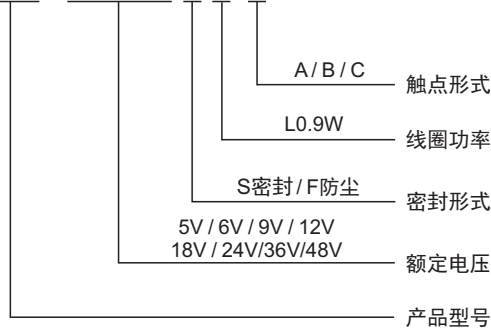 A / B / C
触点形式
L0.9W
线圈功率
S密封 / F防尘
密封形式
5V / 6V / 9V / 12V
18V / 24V/36V/48V
额定电压
产品型号